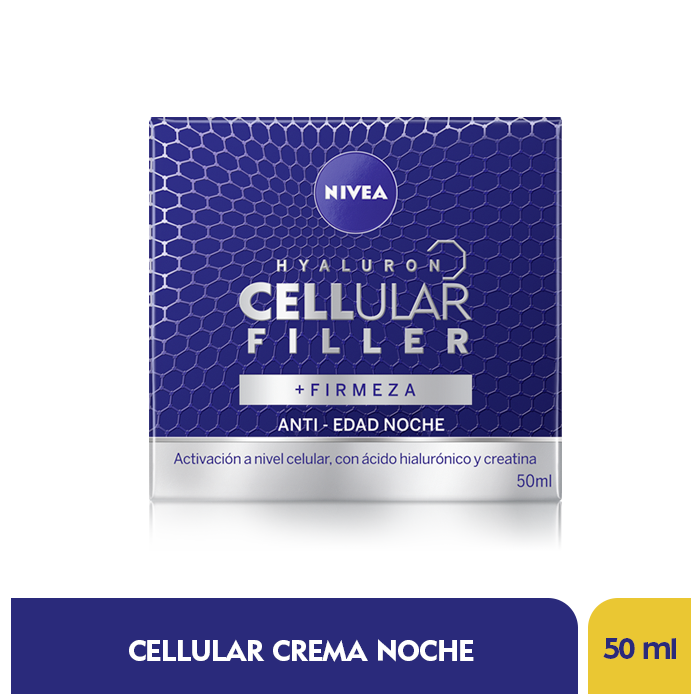 NIVEA
HYALURON
CELLULAR
FILLER
+FIRMEZA
ANTI - EDAD NOCHE
Activación a nivel celular, con ácido hialurónico y creatina
50ml
CELLULAR CREMA NOCHE
50 ml